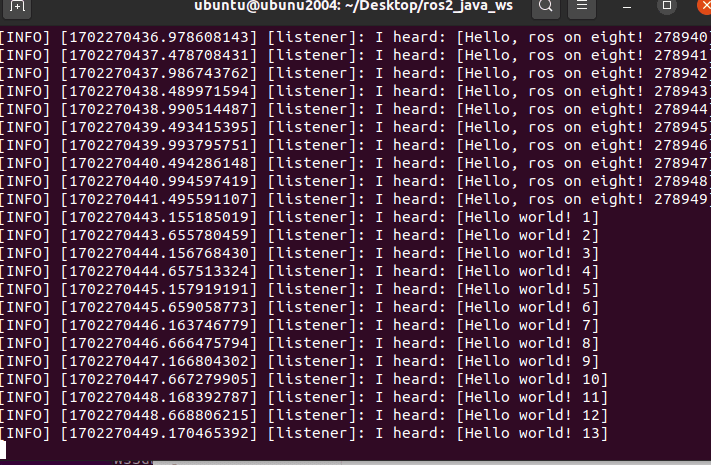 ubuntu@ubunu2004: ~/Desktop/ros2_java_ws
[INFO] [1702270436.978608143] [listener]: I heard: [Hello, ros on eight! 278940]
[INFO] [1702270437.478708431] [listener]: I heard: [Hello, ros on eight! 278941]
[INFO] [1702270437.986743762] [listener]: I heard: [Hello, ros on eight! 278942]
[INFO] [1702270438.489971594] [listener]: I heard: [Hello, ros on eight! 278943]
[INFO] [1702270438.990514487] [listener]: I heard: [Hello, ros on eight! 278944]
[INFO] [1702270439.493415395] [listener]: I heard: [Hello, ros on eight! 278945]
[INFO] [1702270439.993795751] [listener]: I heard: [Hello, ros on eight! 278946]
[INFO] [1702270440.494286148] [listener]: I heard: [Hello, ros on eight! 278947]
[INFO] [1702270440.994597419] [listener]: I heard: [Hello, ros on eight! 278948]
[INFO] [1702270441.495591107] [listener]: I heard: [Hello, ros on eight! 278949]
[INFO] [1702270443.155185019] [listener]: I heard: [Hello world! 1]
[INFO] [1702270443.655780459] [listener]: I heard: [Hello world! 2]
[INFO] [1702270444.156768430] [listener]: I heard: [Hello world! 3]
[INFO] [1702270444.657513324] [listener]: I heard: [Hello world! 4]
[INFO] [1702270445.157919191] [listener]: I heard: [Hello world! 5]
[INFO] [1702270445.659058773] [listener]: I heard: [Hello world! 6]
[INFO] [1702270446.163746779] [listener]: I heard: [Hello world! 7]
[INFO] [1702270446.666475794] [listener]: I heard: [Hello world! 8]
[INFO] [1702270447.166804302] [listener]: I heard: [Hello world! 9]
[INFO] [1702270447.667279905] [listener]: I heard: [Hello world! 10]
[INFO] [1702270448.168392787] [listener]: I heard: [Hello world! 11]
[INFO] [1702270448.668806215] [listener]: I heard: [Hello world! 12]
[INFO] [1702270449.170465392] [listener]: I heard: [Hello world! 13]